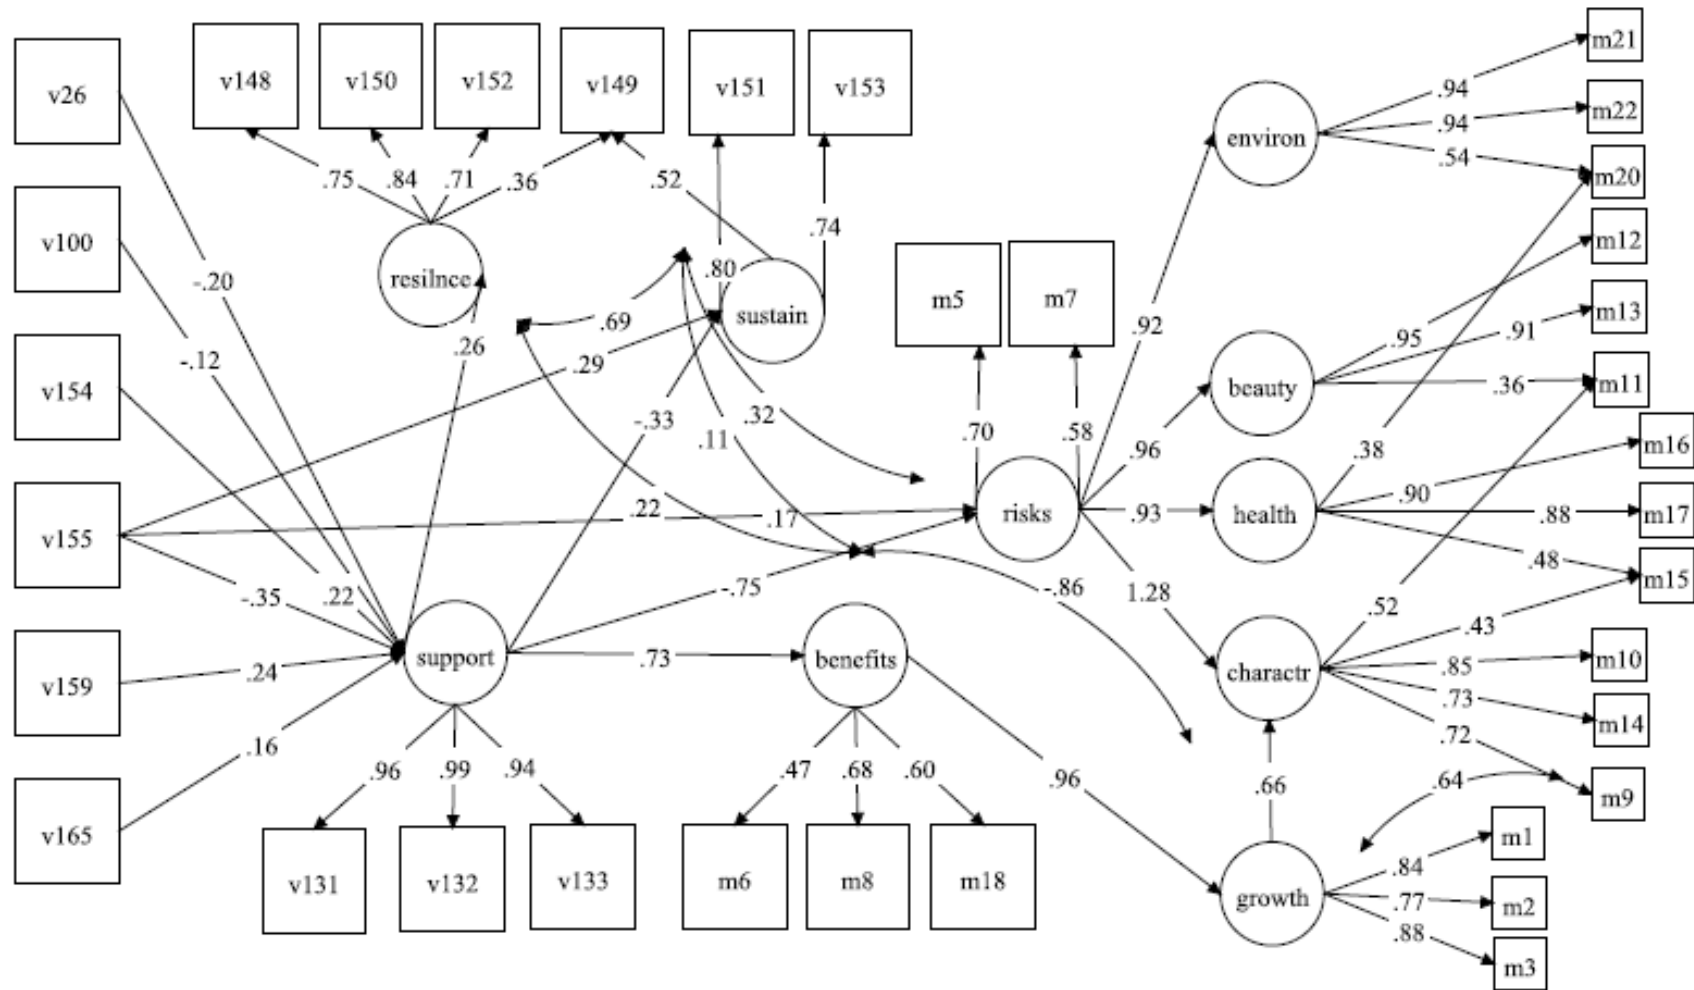 v26
v100
v154
v155
v159
v165
v148
v150
v152
v149
v151
v153
.75
.84
.71
.36
.52
.74
resilnce
.80
sustain
-.20
-.12
.26
.69
.29
-.33
.32
.11
.22
.17
-.35
.22
.24
.16
support
-.75
.73
benefits
-.86
.96
.99
.94
v131
v132
v133
.47
.68
.60
m6
m8
m18
.96
m5
m7
.70
.58
risks
.92
.96
.93
1.28
environ
beauty
health
charactr
.66
growth
.94
.94
.54
.95
.91
.36
.38
.90
.88
.48
.52
.43
.85
.73
.72
.64
.84
.77
.88
m21
m22
m20
m12
m13
m11
m16
m17
m15
m10
m14
m9
m1
m2
m3